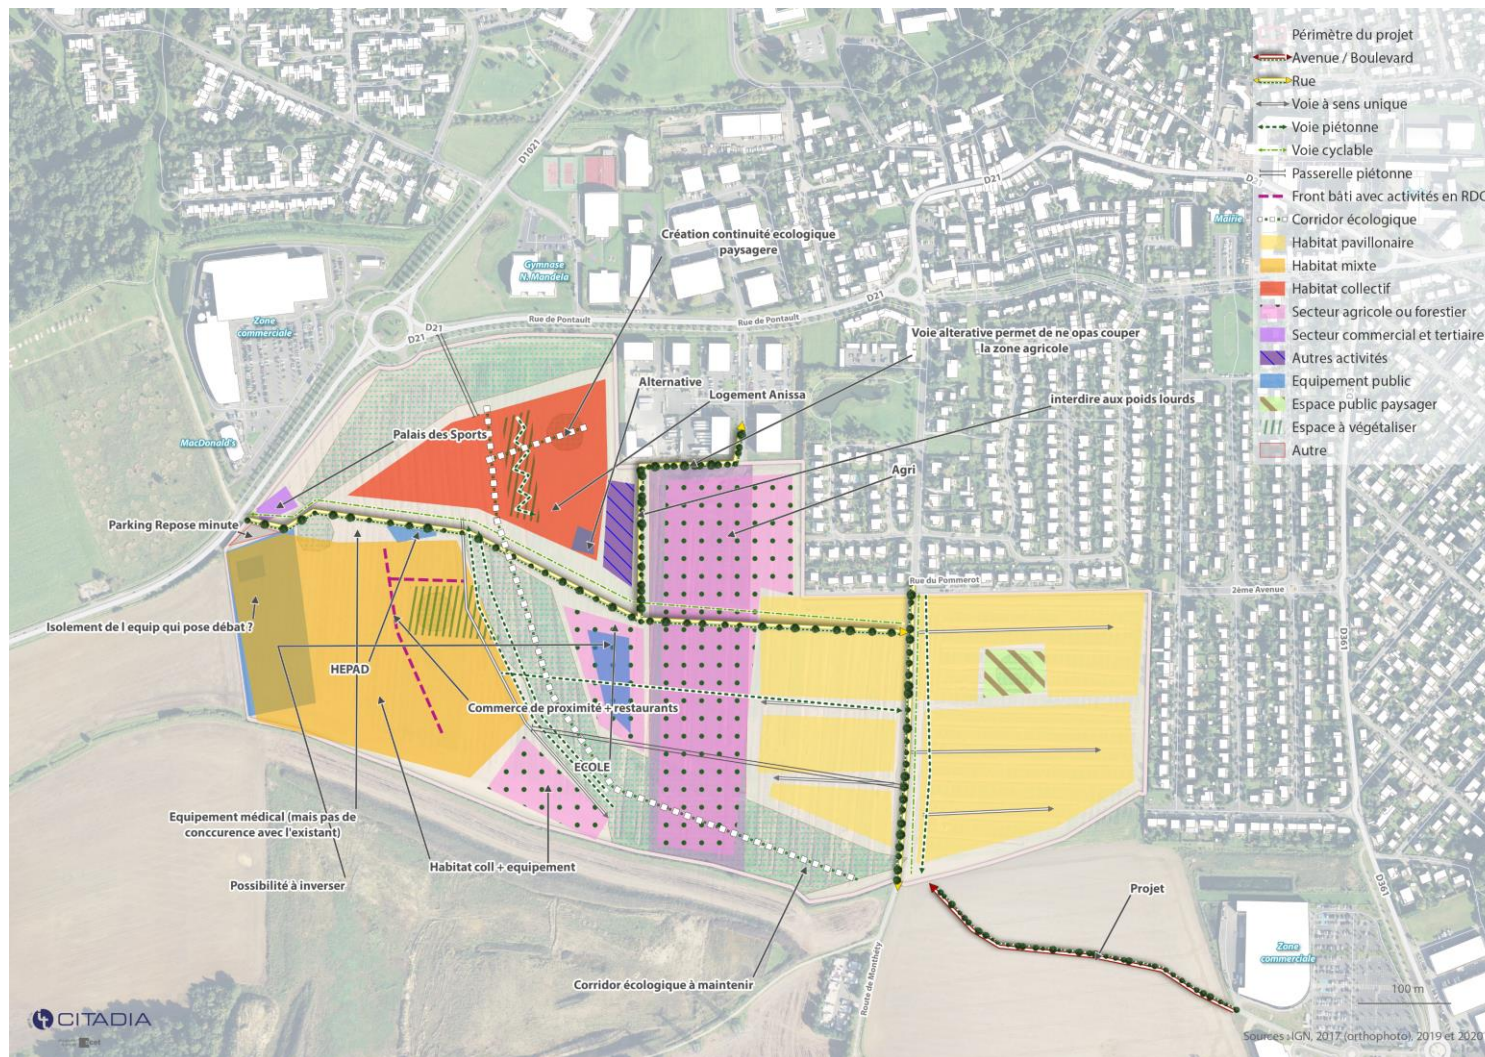 Périmètre du projet
Avenue / Boulevard
Rue
Voie à sens unique
Voie piétonne
Voie cyclable
Passerelle piétonne
Front bâti avec activités en RDC
Corridor écologique
Habitat pavillonaire
Habitat mixte
Habitat collectif
Secteur agricole ou forestier
Secteur commercial et tertiaire
Autres activités
Equipement public
Espace public paysager
Espace à végétaliser
Autre
D1021
D21
D21
Mairie
Création continuité ecologique
paysagere
Gymnase
N. Mandela
D21
Zone
commerciale
D21
D21
Rue de Pontault
Rue de Pontault
Voie alterative permet de ne opas couper
la zone agricole
Alternative
Logement Anissa
interdire aux poids lourds
MacDonald's
Palais des Sports
Agri
Parking Repose minute
Rue du Pommerot
2ème Avenue
D361
Isolement de l equip qui pose débat ?
HEPAD
Commerce de proximité + restaurants
ECOLE
Equipement médical (mais pas de
conccurence avec l'existant)
Habitat coll + equipement
Possibilité à inverser
D361
Projet
Route de Monthéty
Zone
commerciale
Corridor écologique à maintenir
100 m
CITADIA
Sources : IGN, 2017 (orthophoto), 2019 et 2020